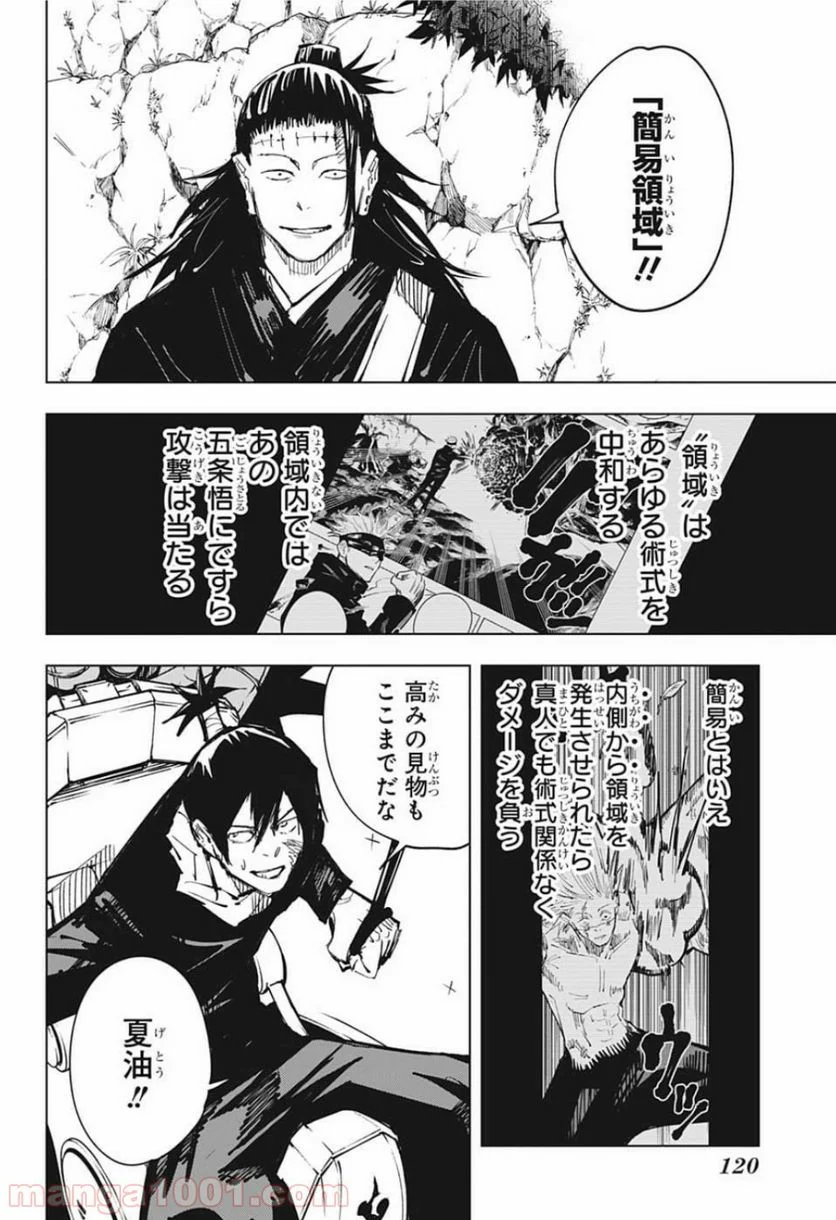 「簡易領域」!!
〝領域〟は
あらゆる術式を
中和する
領域内では
あの
五条悟にですら
攻撃は当たる
簡易とはいえ
内側から領域を
発生させられたら
真人でも術式関係なく
ダメージを負う
高みの見物も
ここまでだな
夏油!!
120
manga1001.com